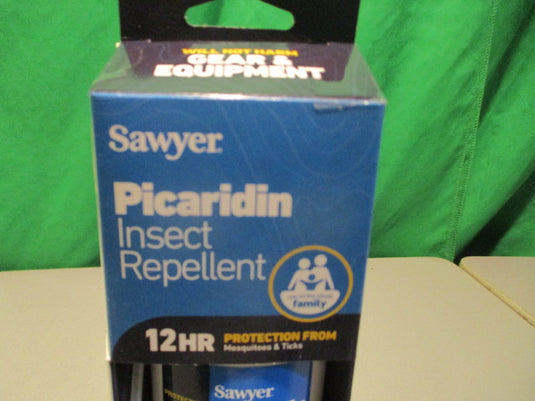 WILL NOT HARM
GEAR &
EQUIPMENT
Sawyer
Picaridin
Insect
Repellent
family
12HR
PROTECTION FROM
Mosquitoes & Ticks
Sawyer